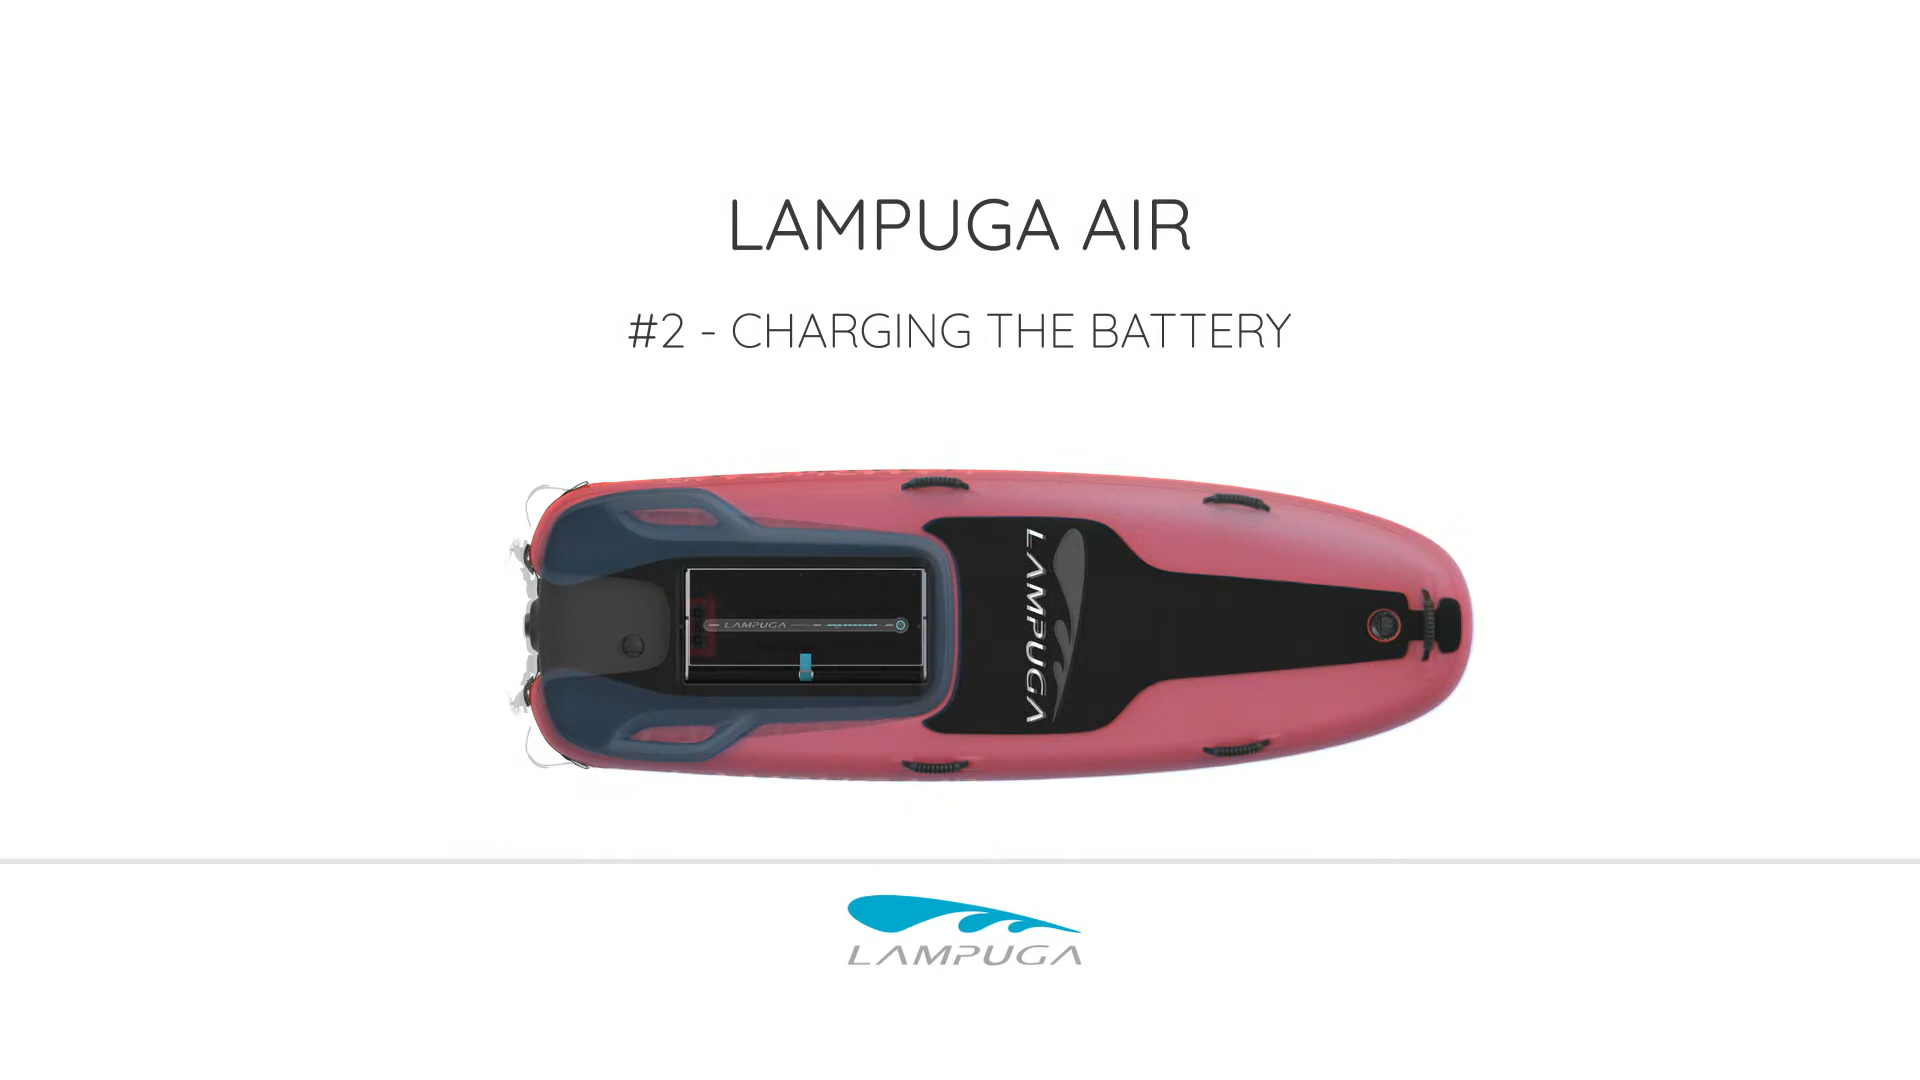 LAMPUGA AIR
#2 - CHARGING THE BATTERY
LAMPUGA
LAMPUGA
LAMPUGA